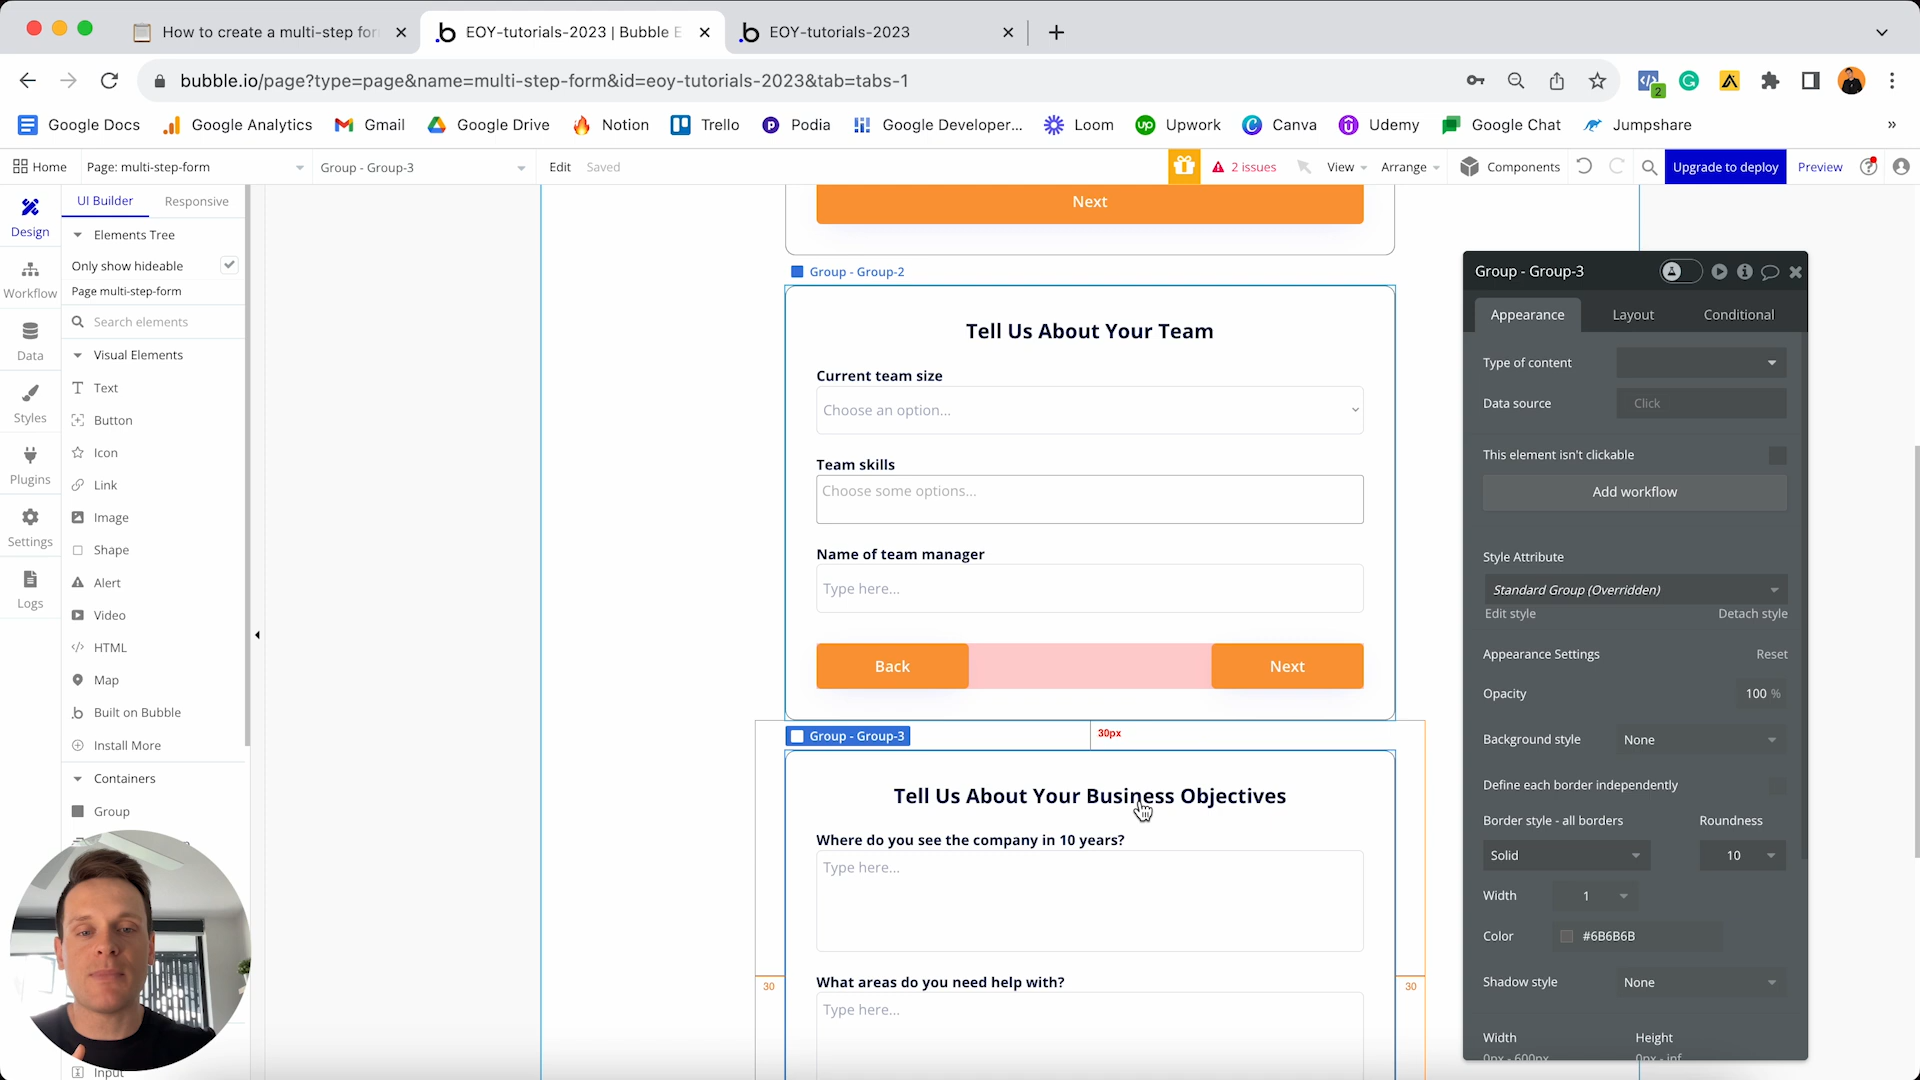 How to create a multi-step for
EOY-tutorials-2023 | Bubble E
EOY-tutorials-2023
bubble.io/page?type=page&name=multi-step-form&id=eoy-tutorials-2023&tab=tabs-1
2
Google Docs
Google Analytics
Gmail
Google Drive
Notion
Trello
Podia
Google Developer...
Loom
Upwork
Canva
Udemy
Google Chat
Jumpshare
»
Home
Page: multi-step-form
Group - Group-3
Edit
Saved
2 issues
View
Arrange
Components
Upgrade to deploy
Preview
Design
Workflow
Data
Styles
Plugins
Settings
Logs
UI Builder
Responsive
Elements Tree
Only show hideable
Page multi-step-form
Search elements
Visual Elements
Text
Button
Icon
Link
Image
Shape
Alert
Video
HTML
Map
Built on Bubble
Install More
Containers
Group
Input
Next
Group - Group-2
Tell Us About Your Team
Current team size
Choose an option...
Team skills
Choose some options...
Name of team manager
Type here...
Back
Next
Group - Group-3
30px
Tell Us About Your Business Objectives
Where do you see the company in 10 years?
Type here...
30
30
What areas do you need help with?
Type here...
Group - Group-3
Appearance
Layout
Conditional
Type of content
Data source
Click
This element isn't clickable
Add workflow
Style Attribute
Standard Group (Overridden)
Edit style
Detach style
Appearance Settings
Reset
Opacity
100 %
Background style
None
Define each border independently
Border style - all borders
Roundness
Solid
10
Width
1
Color
#6B6B6B
Shadow style
None
Width
Height
0px - 600px
0px - inf